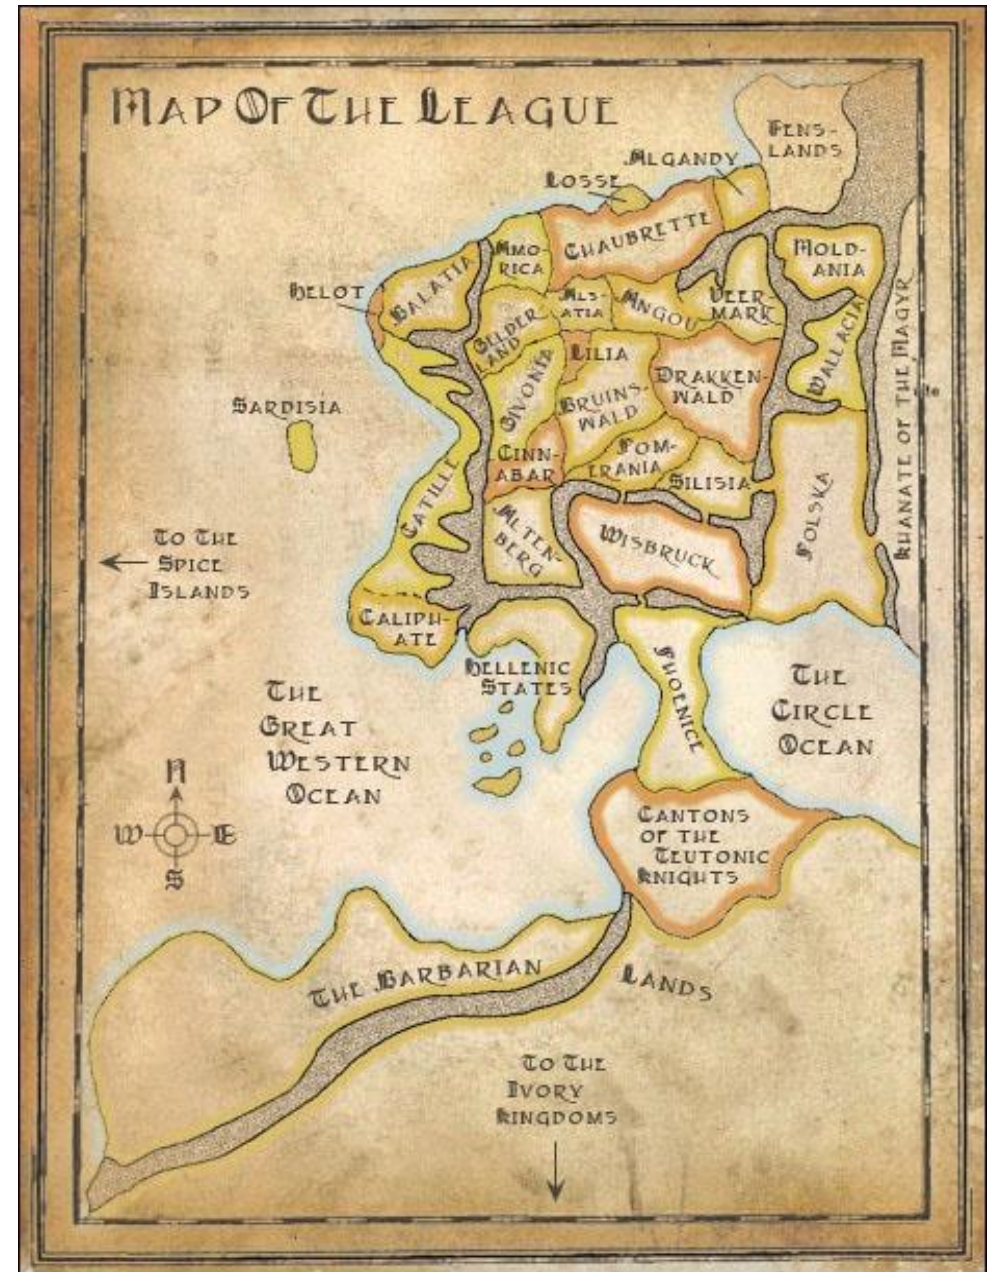 MAP OF THE LEAGUE
FENS-
LANDS
ALGANDY
LOSSE
CHAUBRETTE
AMO-
RICA
MOLD-
ANIA
HELOT
GALATIA
ALS-
ATIA
ANGOU
VEER-
MARK
GELDER
LAND
WALLACIA
KHANATE OF THE MAGYR
LILIA
DRAKKEN-
WALD
GIVONIA
BRUINS-
WALD
SARDISIA
CINN-
ABAR
POM-
ERANIA
SILISIA
CATILLE
ALTEN-
BERG
WISBRUCK
POLSKA
TO THE
SPICE
ISLANDS
CALIPH-
ATE
HELLENIC
STATES
PHOENICE
THE
CIRCLE
OCEAN
THE
GREAT
WESTERN
OCEAN
N
W E
S
CANTONS
OF THE
TEUTONIC
KNIGHTS
THE BARBARIAN LANDS
TO THE
IVORY
KINGDOMS